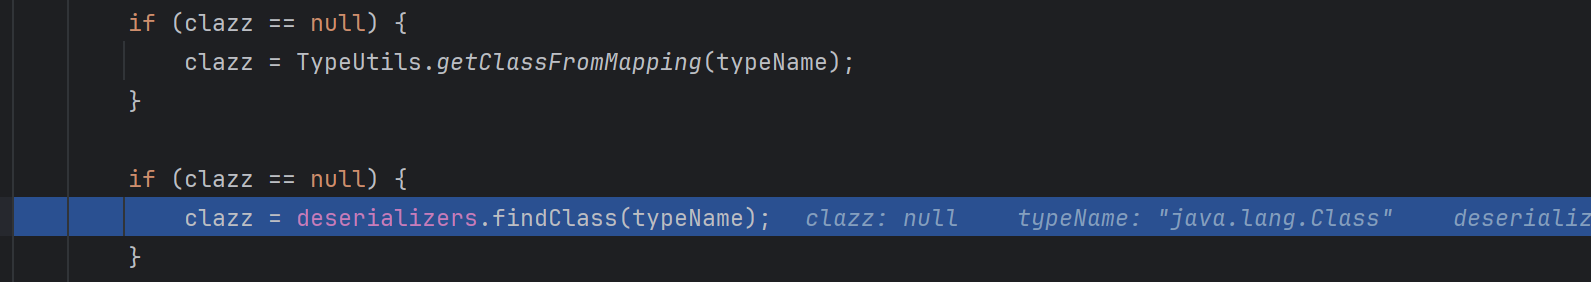 if (clazz == null) {
clazz = TypeUtils.getClassFromMapping(typeName);
}
if (clazz == null) {
clazz = deserializers.findClass(typeName); clazz: null typeName: "java.lang.Class" deserializ
}